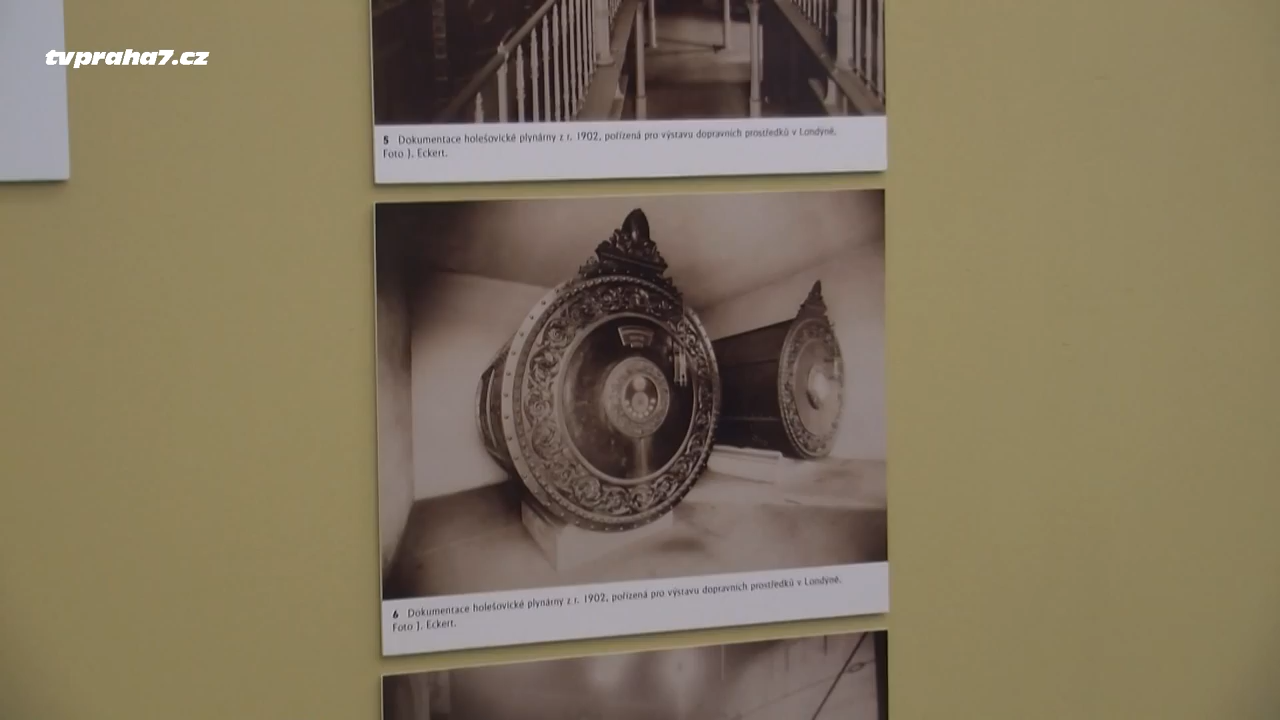 tvpraha7.cz
5 Dokumentace holešovické plynárny z r. 1902, pořízená pro výstavu dopravních prostředků v Londýně.
Foto J. Eckert.
6 Dokumentace holešovické plynárny z r. 1902, pořízená pro výstavu dopravních prostředků v Londýně.
Foto J. Eckert.